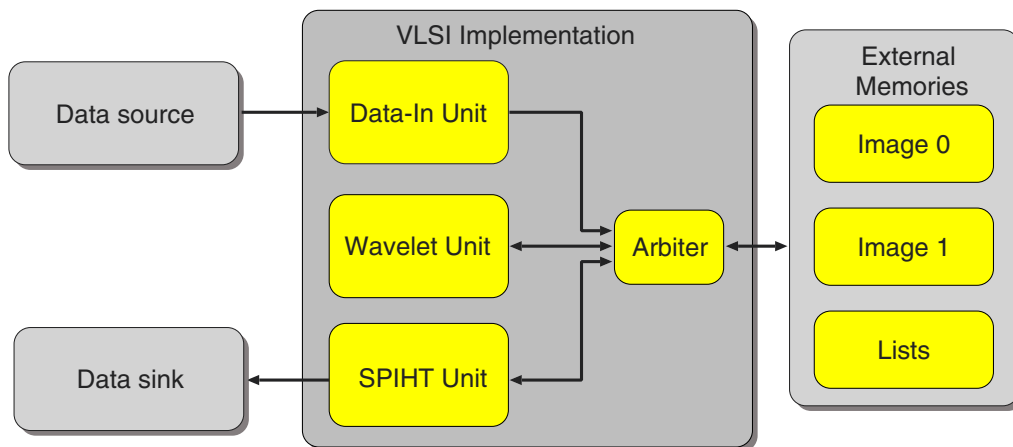 VLSI Implementation
Data source
Data-In Unit
Wavelet Unit
SPIHT Unit
Data sink
Arbiter
External
Memories
Image 0
Image 1
Lists